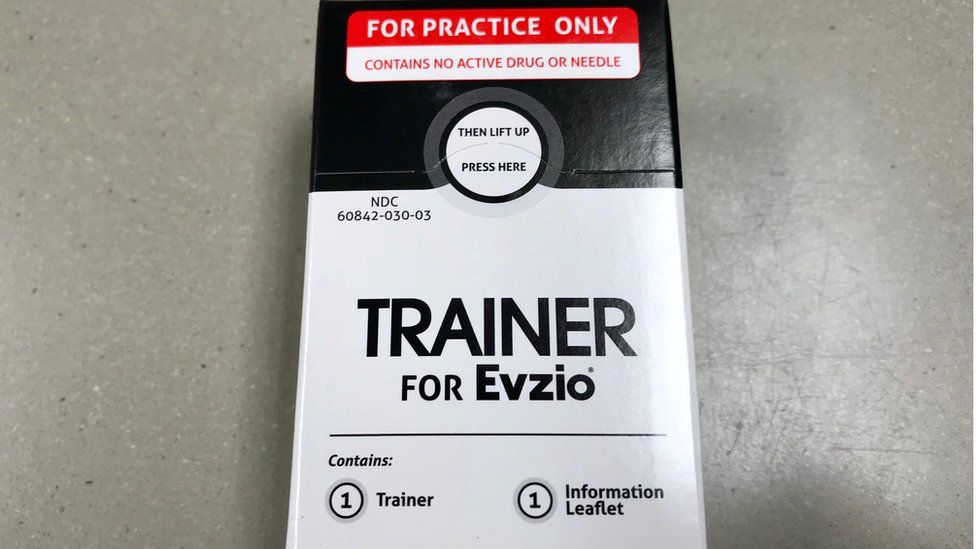 FOR PRACTICE ONLY
CONTAINS NO ACTIVE DRUG OR NEEDLE
THEN LIFT UP
PRESS HERE
NDC
60842-030-03
TRAINER
FOR Evzio®
Contains:
1 Trainer
1 Information
Leaflet